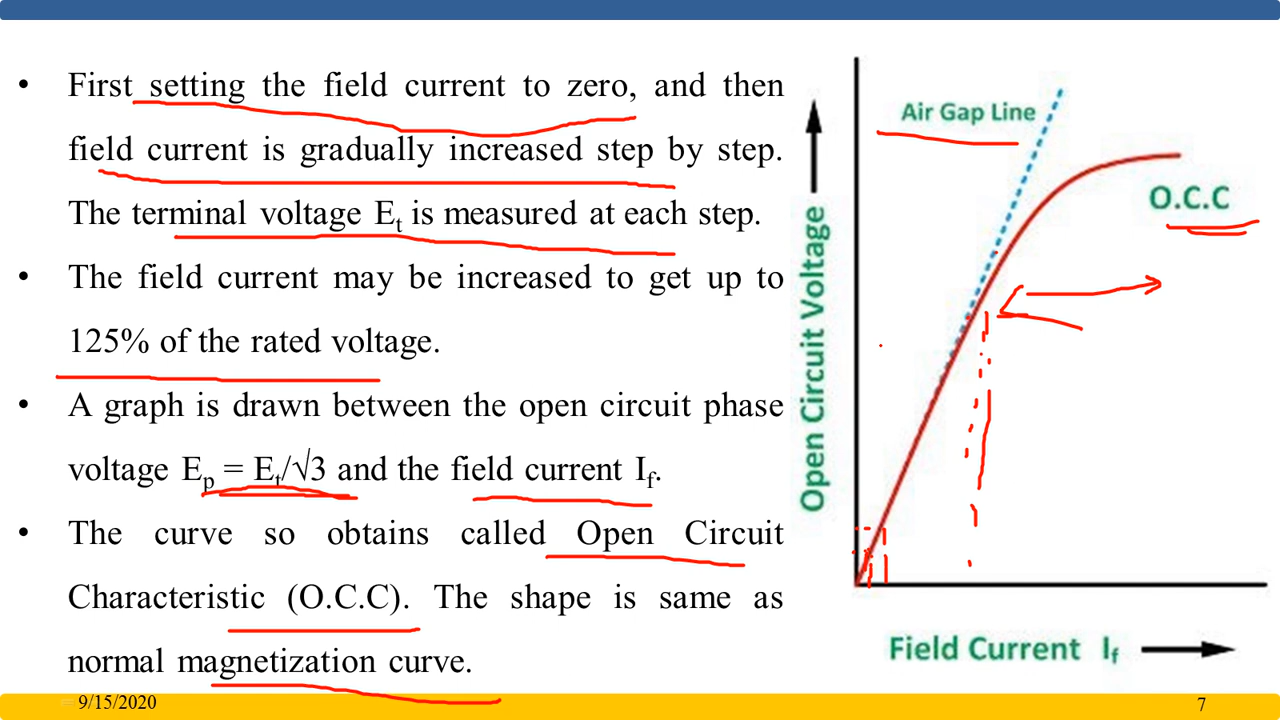 • First setting the field current to zero, and then
field current is gradually increased step by step.
The terminal voltage Et is measured at each step.
• The field current may be increased to get up to
125% of the rated voltage.
• A graph is drawn between the open circuit phase
voltage Ep = Et/√3 and the field current If.
• The curve so obtains called Open Circuit
Characteristic (O.C.C). The shape is same as
normal magnetization curve.
Air Gap Line
O.C.C
Open Circuit Voltage
Field Current If
9/15/2020
7